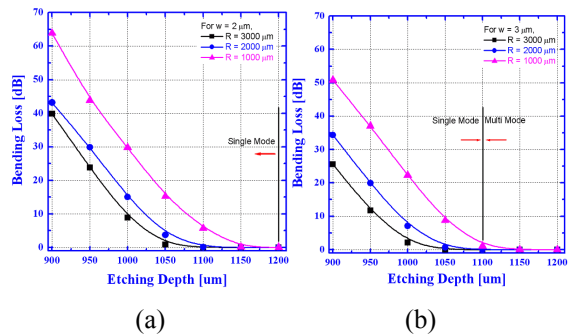 For w = 2 μm,
R = 3000 μm
R = 2000 μm
R = 1000 μm
Single Mode
Bending Loss [dB]
70
60
50
40
30
20
10
0
900 950 1000 1050 1100 1150 1200
Etching Depth [um]
(a)
For w = 3 μm,
R = 3000 μm
R = 2000 μm
R = 1000 μm
Single Mode Multi Mode
Bending Loss [dB]
70
60
50
40
30
20
10
0
900 950 1000 1050 1100 1150 1200
Etching Depth [um]
(b)